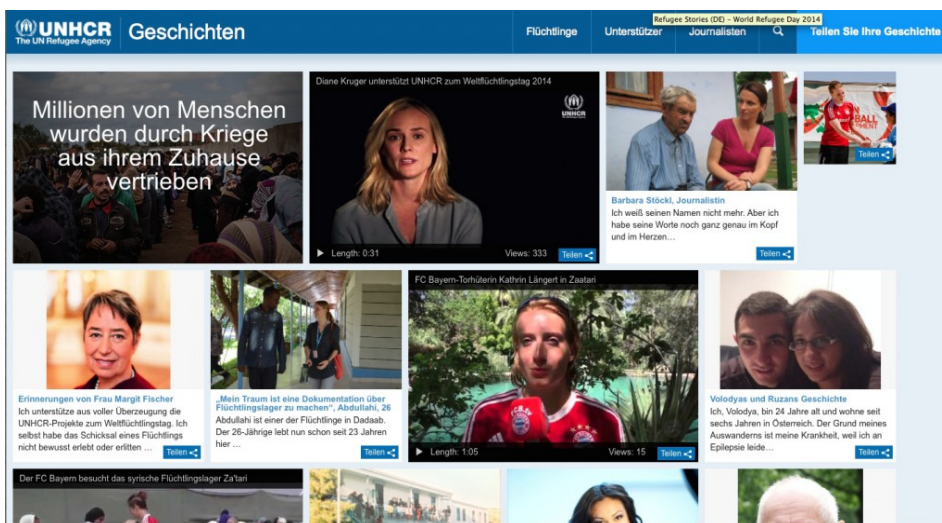 UNHCR
The UN Refugee Agency
Geschichten
Flüchtlinge
Unterstützer
Journalisten
Refugee Stories (DE) – World Refugee Day 2014
Teilen Sie Ihre Geschichte
Millionen von Menschen
wurden durch Kriege
aus ihrem Zuhause
vertrieben
Diane Kruger unterstützt UNHCR zum Weltflüchtlingstag 2014
UNHCR
Length: 0:31
Views: 333
Teilen
Barbara Stöckl, Journalistin
Ich weiß seinen Namen nicht mehr. Aber ich
habe seine Worte noch ganz genau im Kopf
und im Herzen…
Teilen
Teilen
Erinnerungen von Frau Margit Fischer
Ich unterstütze aus voller Überzeugung die
UNHCR-Projekte zum Weltflüchtlingstag. Ich
selbst habe das Schicksal eines Flüchtlings
nicht bewusst erlebt oder erlitten …
Teilen
„Mein Traum ist eine Dokumentation über
Flüchtlingslager zu machen“, Abdullahi, 26
Abdullahi ist einer der Flüchtlinge in Dadaab.
Der 26-Jährige lebt nun schon seit 23 Jahren
hier ...
Teilen
FC Bayern-Torhüterin Kathrin Längert in Zaatari
Length: 1:05
Views: 15
Teilen
Volodyas und Ruzans Geschichte
Ich, Volodya, bin 24 Jahre alt und wohne seit
sechs Jahren in Österreich. Der Grund meines
Auswanderns ist meine Krankheit, weil ich an
Epilepsie leide…
Teilen
Der FC Bayern besucht das syrische Flüchtlingslager Za'tari